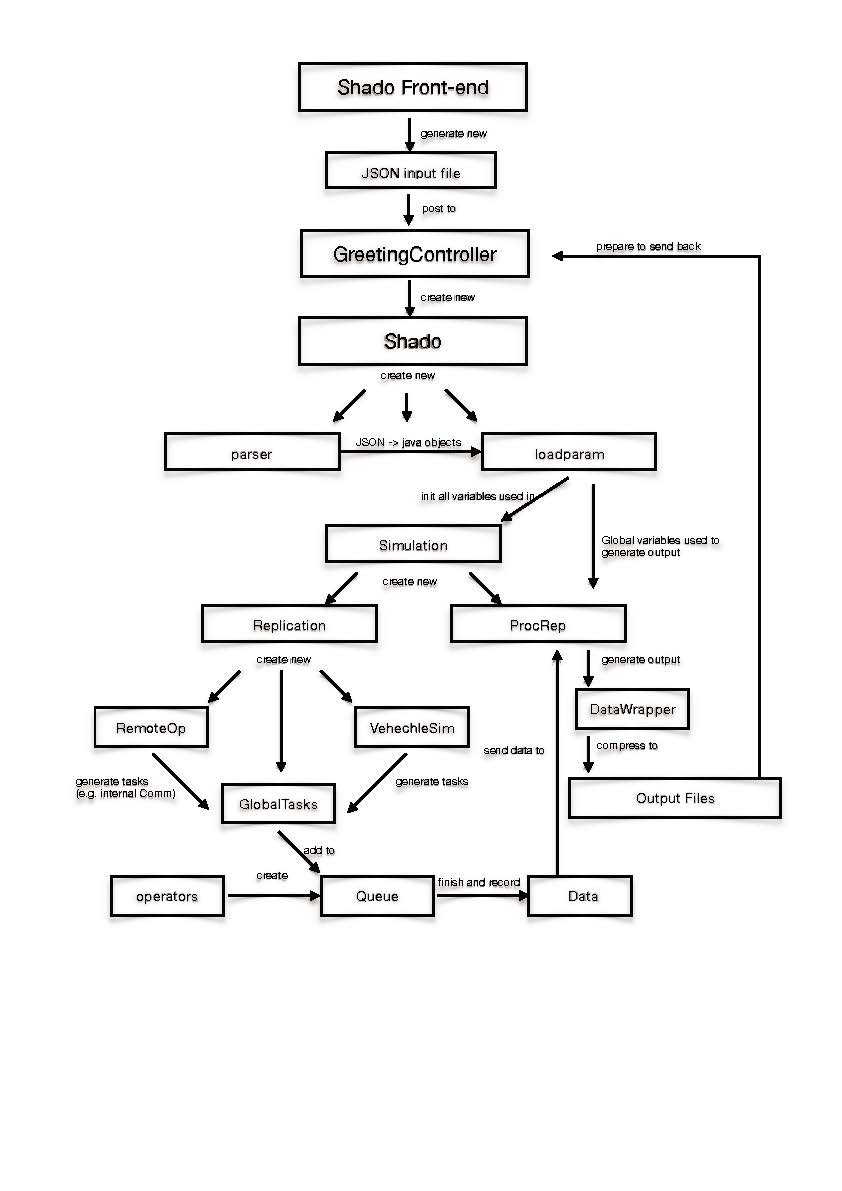 Shado Front-end
generate new
JSON input file
post to
GreetingController
prepare to send back
create new
Shado
create new
parser
JSON -> java objects
loadparam
init all variables used in
Simulation
Global variables used to
generate output
create new
Replication
ProcRep
create new
generate output
DataWrapper
RemoteOp
VehechleSim
send data to
compress to
generate tasks
(e.g. internal Comm)
generate tasks
GlobalTasks
Output Files
add to
create
finish and record
operators
Queue
Data